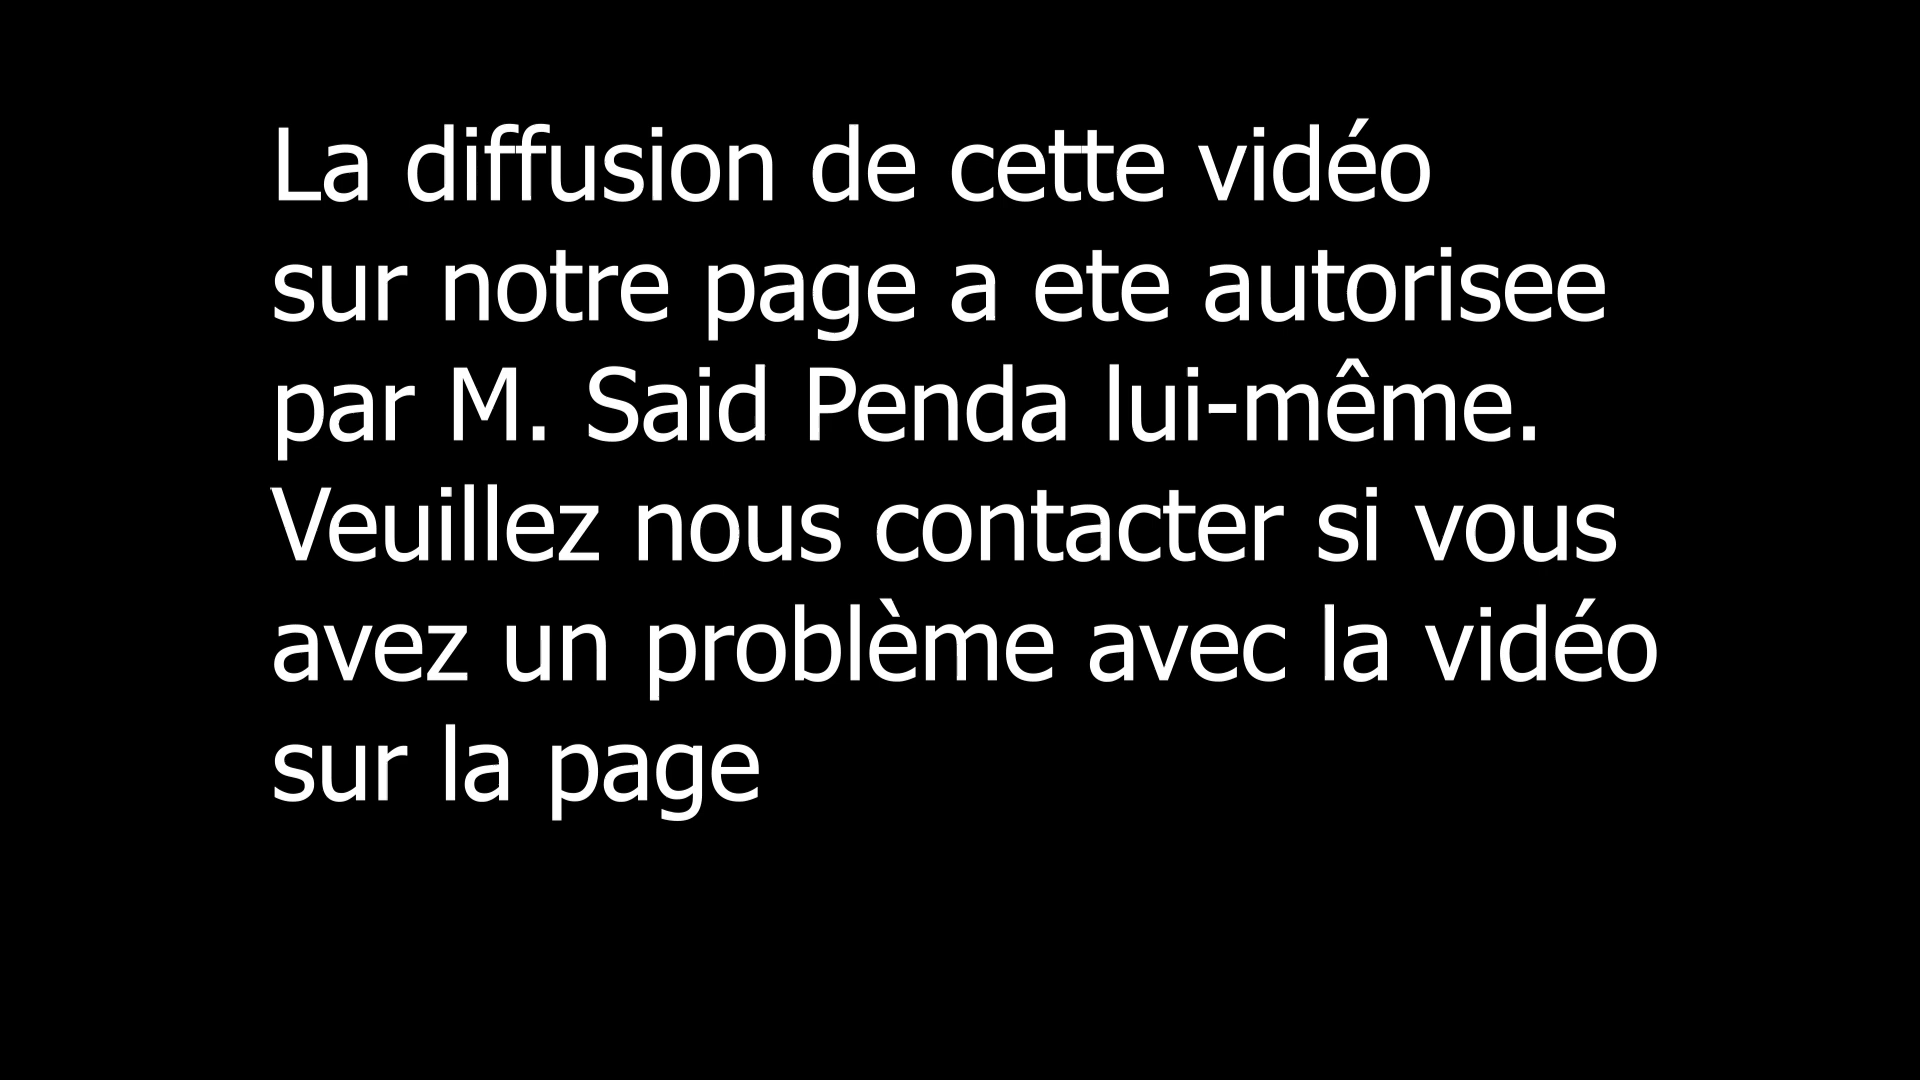 La diffusion de cette vidéo
sur notre page a ete autorisee
par M. Said Penda lui-même.
Veuillez nous contacter si vous
avez un problème avec la vidéo
sur la page